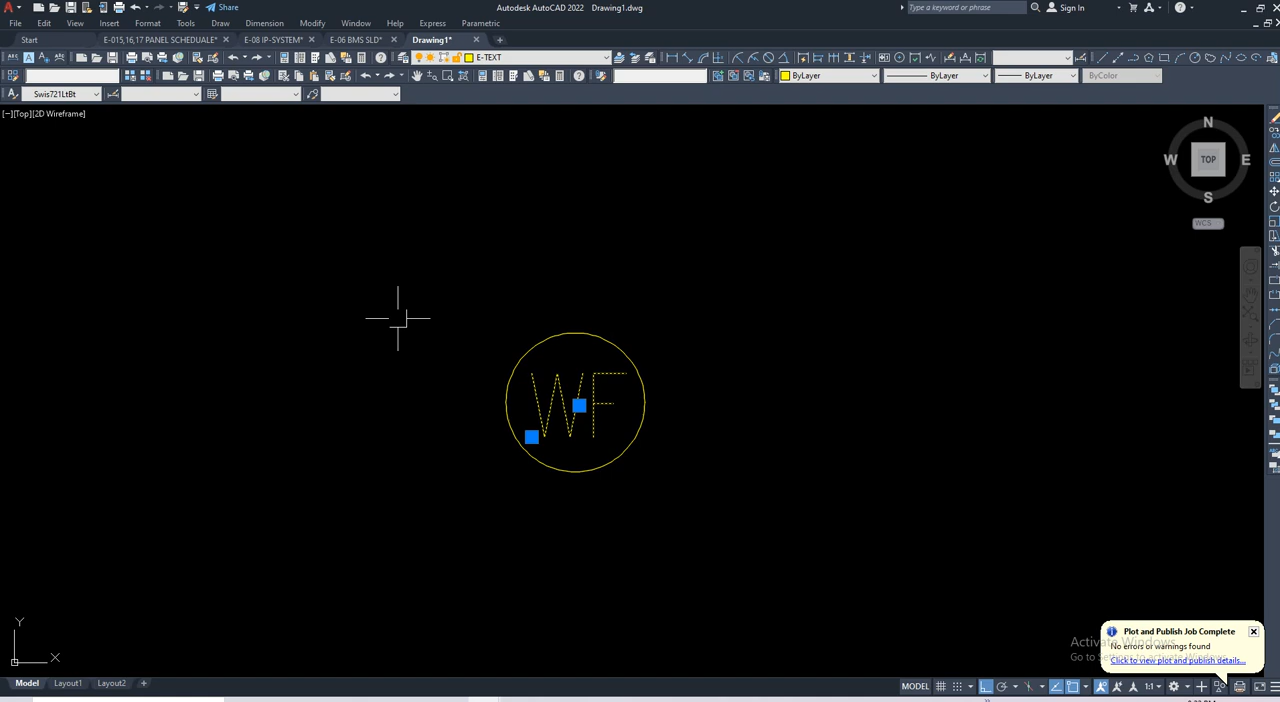 Autodesk AutoCAD 2022 Drawing1.dwg
Share
Type a keyword or phrase
Sign In
File Edit View Insert Format Tools Draw Dimension Modify Window Help Express Parametric
Start E-015,16,17 PANEL SCHEDUALE* E-08 IP-SYSTEM* E-06 BMS SLD* Drawing1*
E-TEXT
ByLayer ByLayer ByLayer ByColor
Swis721LtBt
[−][Top][2D Wireframe]
N
W TOP E
S
WCS
WF
Y
X
Plot and Publish Job Complete
No errors or warnings found
Click to view plot and publish details...
Activate Windows
Model Layout1 Layout2
MODEL 1:1